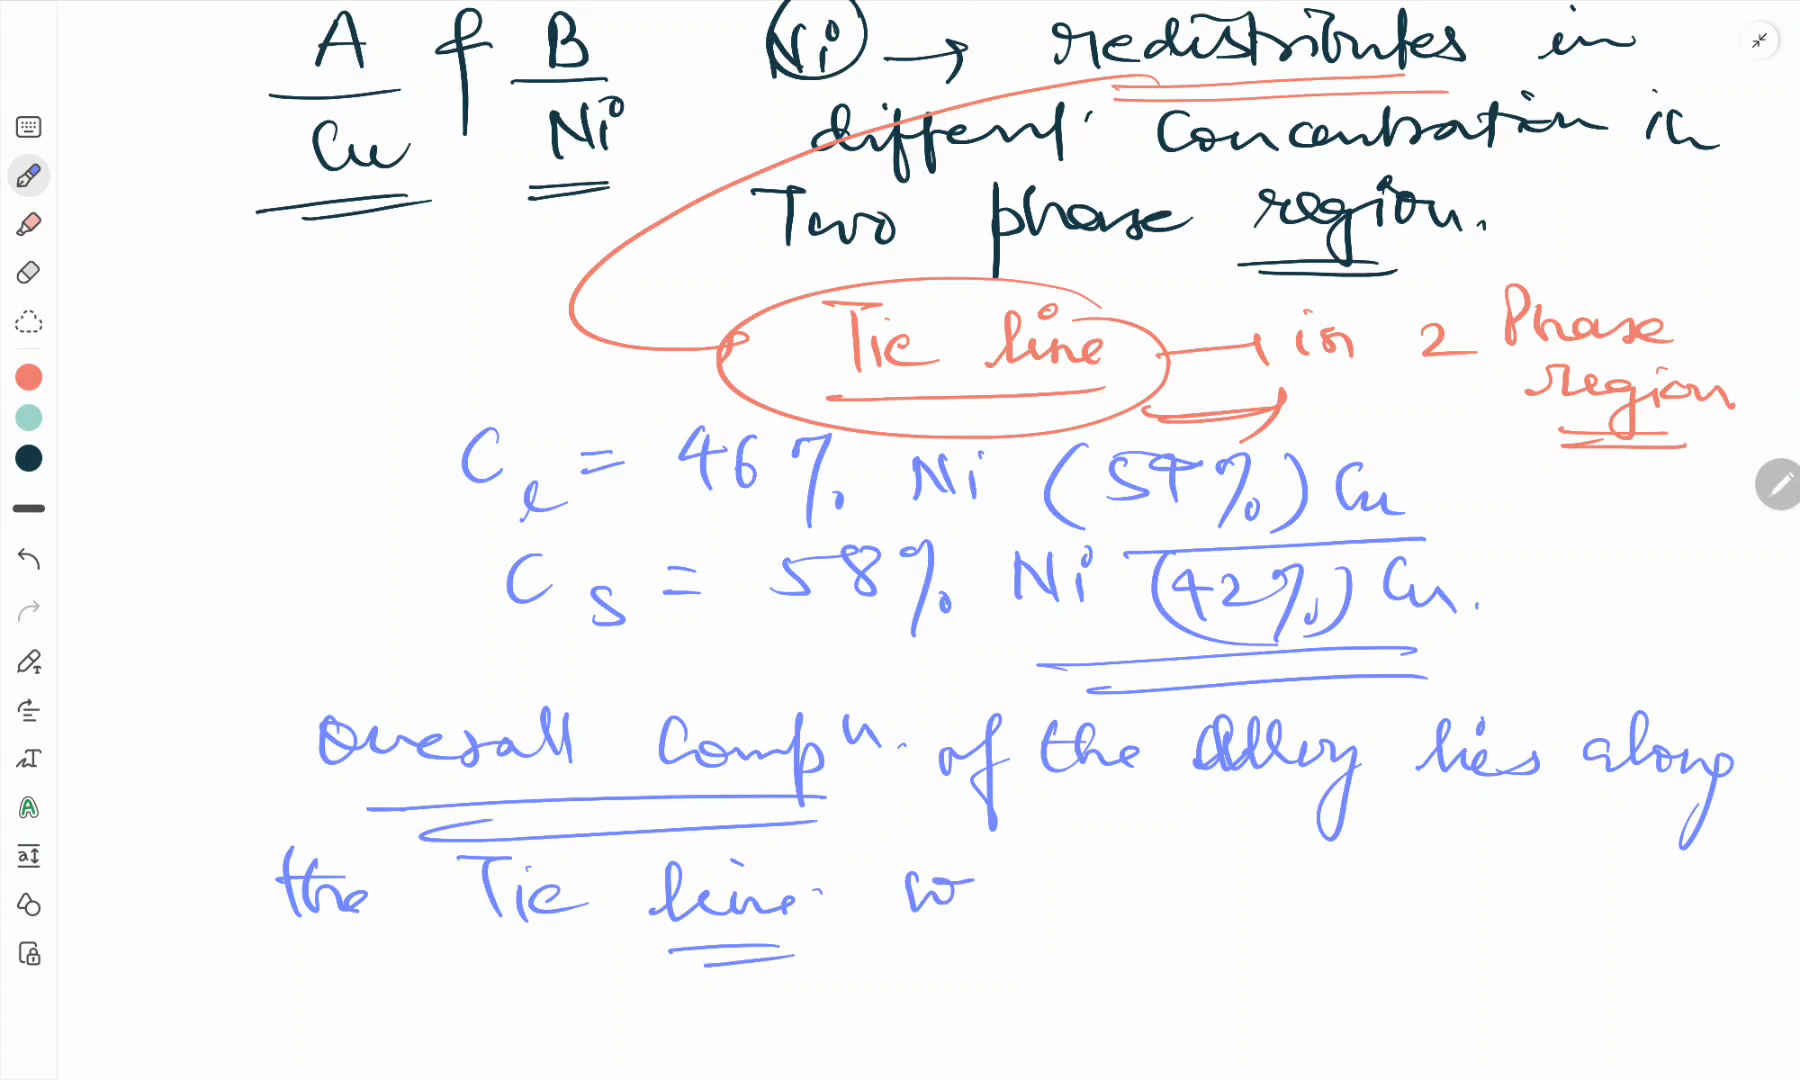 A & B Ni → redistributes in
Cu Ni different concentration in
Two phase region.
Tie line → in 2 Phase
region
Cl = 46% Ni (54%) Cu
Cs = 58% Ni (42%) Cu.
Overall Compn. of the Alloy lies along
the Tie line. w